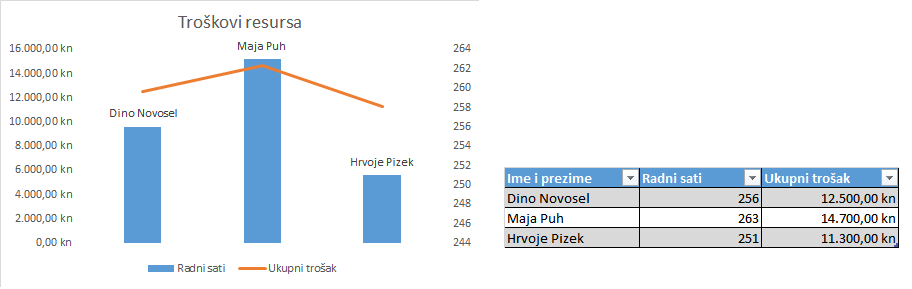 Troškovi resursa
16.000,00 kn
14.000,00 kn
12.000,00 kn
10.000,00 kn
8.000,00 kn
6.000,00 kn
4.000,00 kn
2.000,00 kn
0,00 kn
Maja Puh
Dino Novosel
Hrvoje Pizek
264
262
260
258
256
254
252
250
248
246
244
Radni sati Ukupni trošak
Ime i prezime Radni sati Ukupni trošak
Dino Novosel 256 12.500,00 kn
Maja Puh 263 14.700,00 kn
Hrvoje Pizek 251 11.300,00 kn